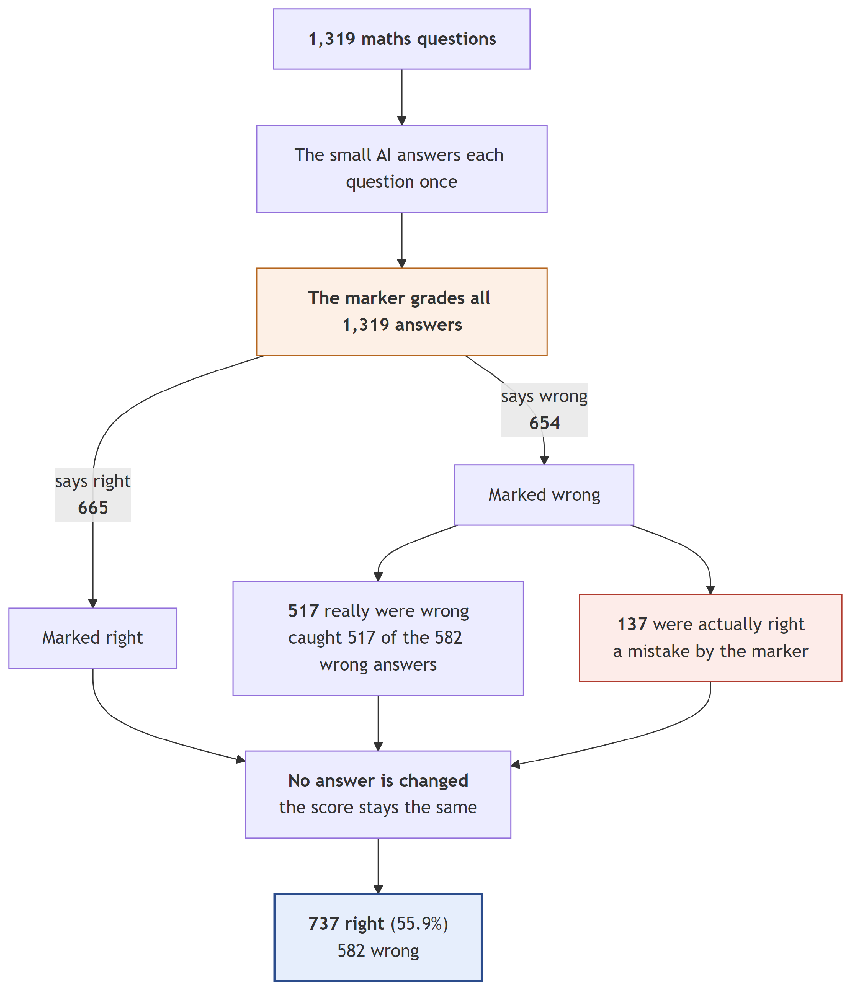 1,319 maths questions
The small AI answers each
question once
The marker grades all
1,319 answers
says wrong
654
says right
665
Marked wrong
517 really were wrong
caught 517 of the 582
wrong answers
137 were actually right
a mistake by the marker
Marked right
No answer is changed
the score stays the same
737 right (55.9%)
582 wrong